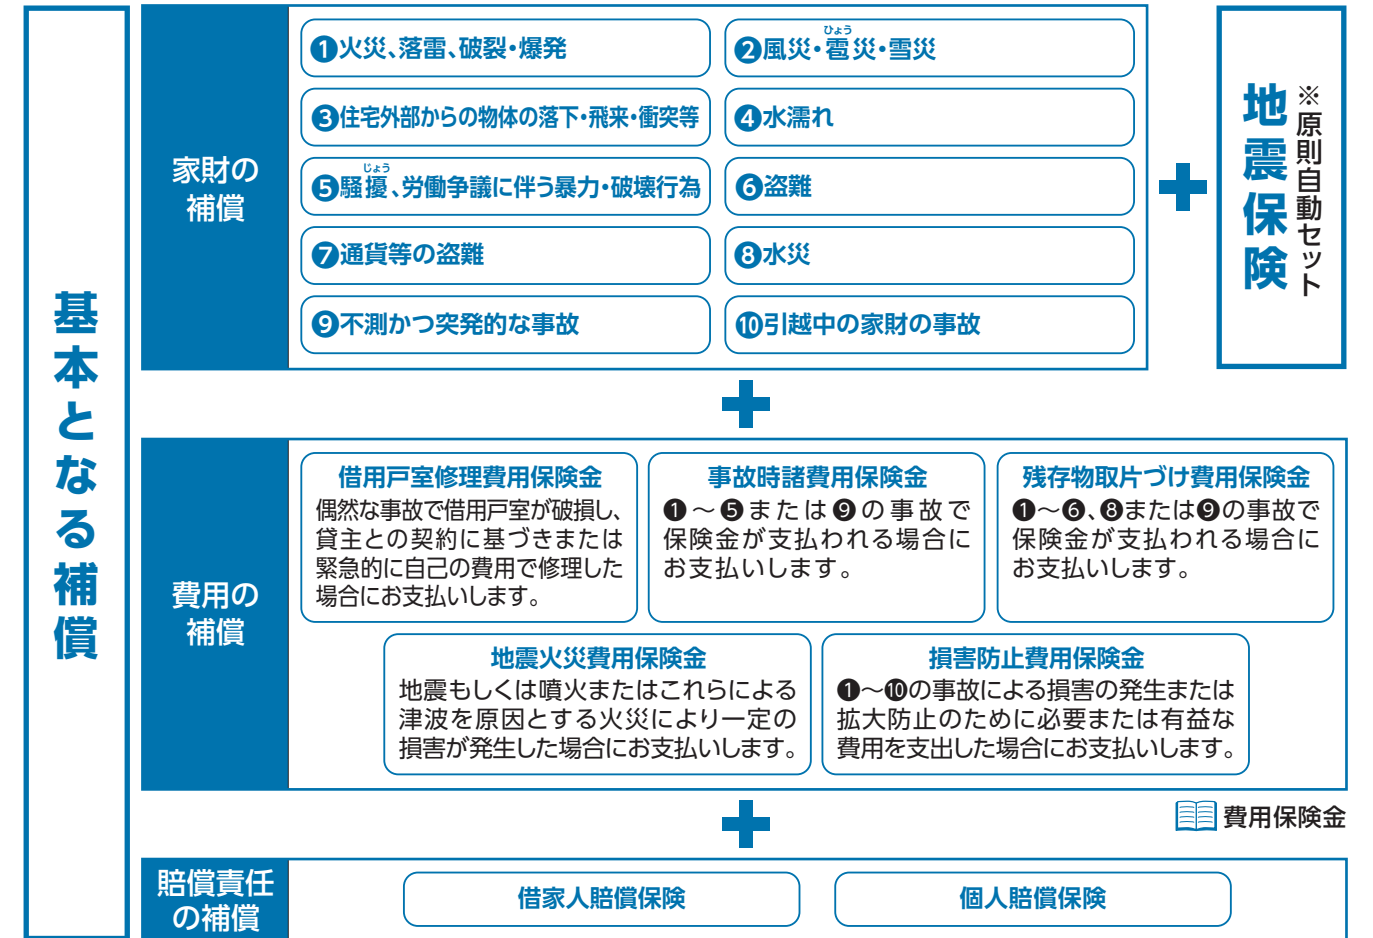 基本となる補償
家財の
補償
❶火災、落雷、破裂・爆発
ひょう
❷風災・雹災・雪災
❸住宅外部からの物体の落下・飛来・衝突等
❹水濡れ
じょう
❺騒擾、労働争議に伴う暴力・破壊行為
❻盗難
❼通貨等の盗難
❽水災
❾不測かつ突発的な事故
❿引越中の家財の事故
地震保険
※原則自動セット
費用の
補償
借用戸室修理費用保険金
偶然な事故で借用戸室が破損し、
貸主との契約に基づきまたは
緊急的に自己の費用で修理した
場合にお支払いします。
事故時諸費用保険金
❶～❺または❾の事故で
保険金が支払われる場合に
お支払いします。
残存物取片づけ費用保険金
❶～❻、❽または❾の事故で
保険金が支払われる場合に
お支払いします。
地震火災費用保険金
地震もしくは噴火またはこれらによる
津波を原因とする火災により一定の
損害が発生した場合にお支払いします。
損害防止費用保険金
❶～❿の事故による損害の発生または
拡大防止のために必要または有益な
費用を支出した場合にお支払いします。
費用保険金
賠償責任
の補償
借家人賠償保険
個人賠償保険